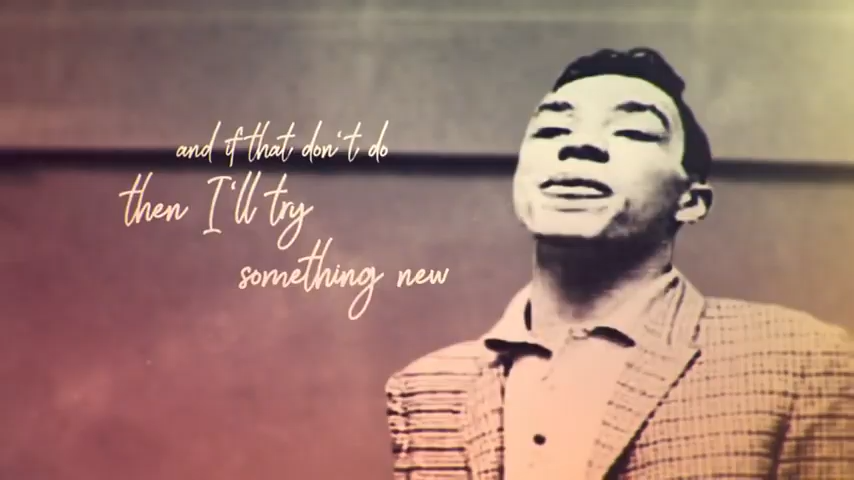 and if that don't do
then I'll try
something new